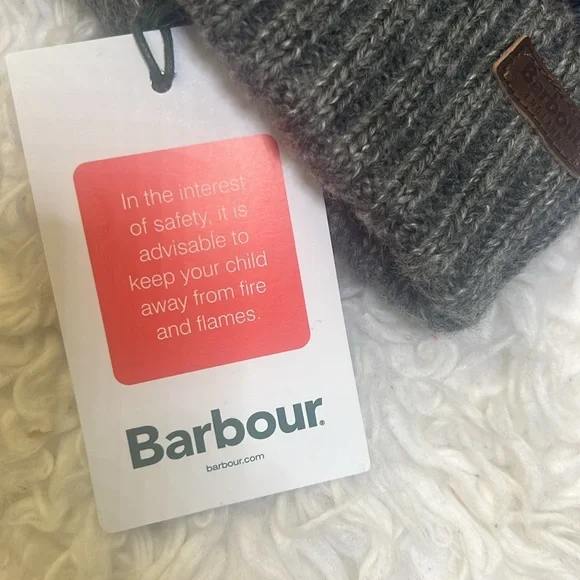 In the interest
of safety, it is
advisable to
keep your child
away from fire
and flames.
Barbour.
barbour.com
Barbour